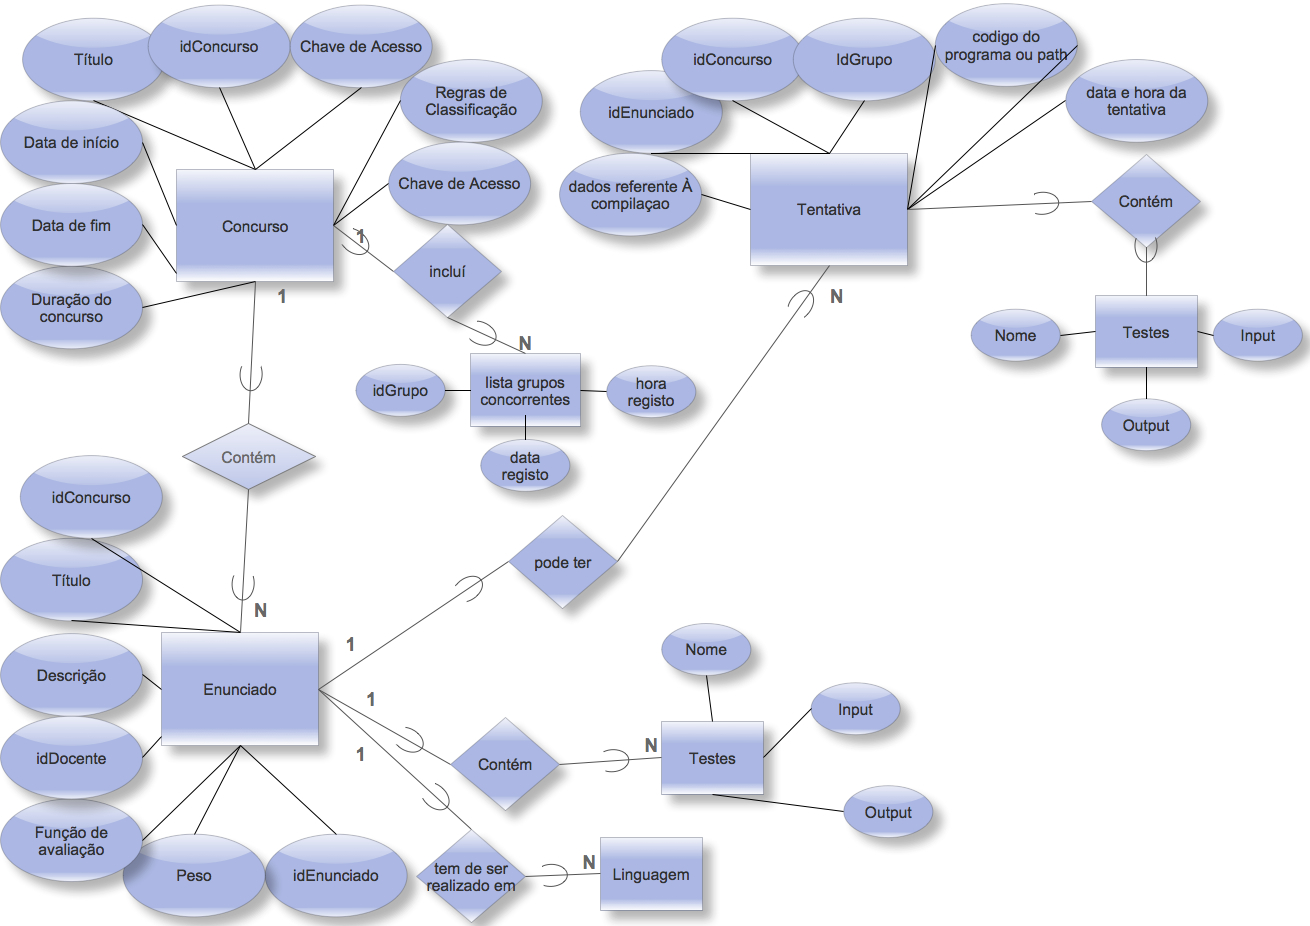 Título
idConcurso
Chave de Acesso
Regras de
Classificação
Data de início
Chave de Acesso
Data de fim
Duração do
concurso
Concurso
1
1
incluí
N
lista grupos
concorrentes
idGrupo
hora
registo
data
registo
Contém
N
idConcurso
IdGrupo
codigo do
programa ou path
data e hora da
tentativa
idEnunciado
dados referente À
compilaçao
Tentativa
N
Contém
Testes
Nome
Input
Output
pode ter
idConcurso
Título
Descrição
idDocente
Função de
avaliação
Peso
idEnunciado
Enunciado
1
1
1
Contém
N
Testes
Nome
Input
Output
tem de ser
realizado em
N
Linguagem